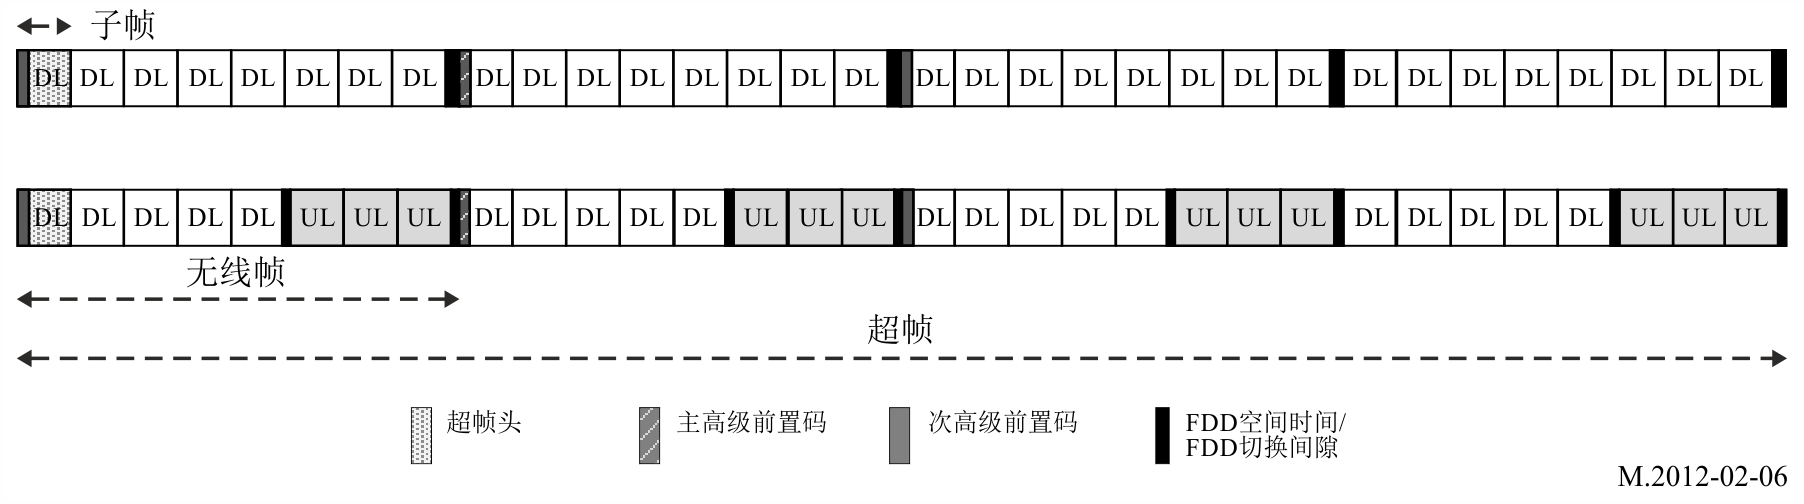 子帧
DL DL DL DL DL DL DL DL DL DL DL DL DL DL DL DL DL DL DL DL DL DL DL DL DL DL DL DL DL DL DL DL
DL DL DL DL DL UL UL UL DL DL DL DL DL UL UL UL DL DL DL DL DL UL UL UL DL DL DL DL DL UL UL UL
无线帧
超帧
超帧头 主高级前置码 次高级前置码 FDD空间时间/
FDD切换间隙
M.2012-02-06